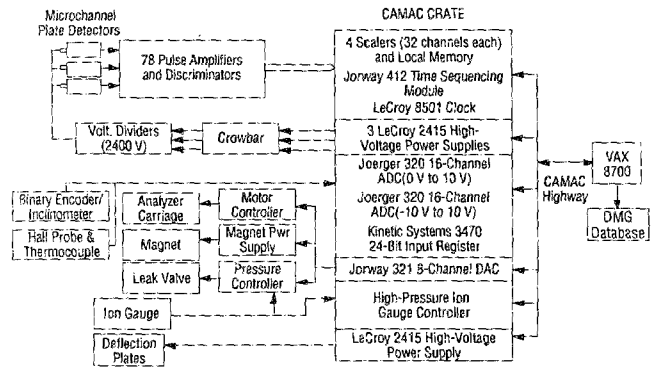 Microchannel
Plate Detectors
CAMAC CRATE
78 Pulse Amplifiers
and Discriminators
4 Scalers (32 channels each)
and Local Memory
Jorway 412 Time Sequencing
Module
LeCroy 8501 Clock
Volt. Dividers
(2400 V)
Crowbar
3 LeCroy 2415 High-
Voltage Power Supplies
Joerger 320 16-Channel
ADC(0 V to 10 V)
Joerger 320 16-Channel
ADC(-10 V to 10 V)
Kinetic Systems 3470
24-Bit Input Register
CAMAC
Highway
VAX
8700
DMG
Database
Binary Encoder/
Inclinometer
Hall Probe &
Thermocouple
Analyzer
Carriage
Motor
Controller
Magnet
Magnet Pwr
Supply
Leak Valve
Pressure
Controller
Jorway 321 8-Channel DAC
Ion Gauge
High-Pressure Ion
Gauge Controller
Deflection
Plates
LeCroy 2415 High-Voltage
Power Supply